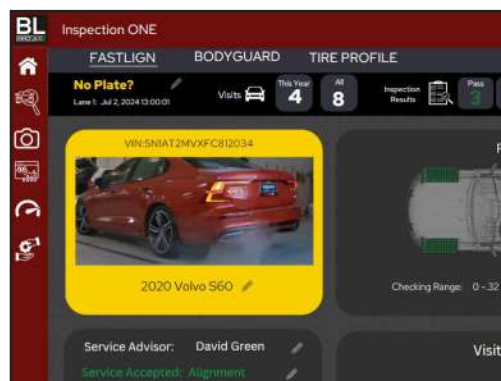 BL
Inspection ONE
FASTLIGN BODYGUARD TIRE PROFILE
No Plate?
Lane 1: Jul 2, 2024 13:00:01
Visits
This Year
4
All
8
Inspection
Results
Pass
3
VIN:SN1AT2MVXFC812034
2020 Volvo S60
Checking Range: 0 -.32
Service Advisor: David Green
Service Accepted: Alignment
Visit